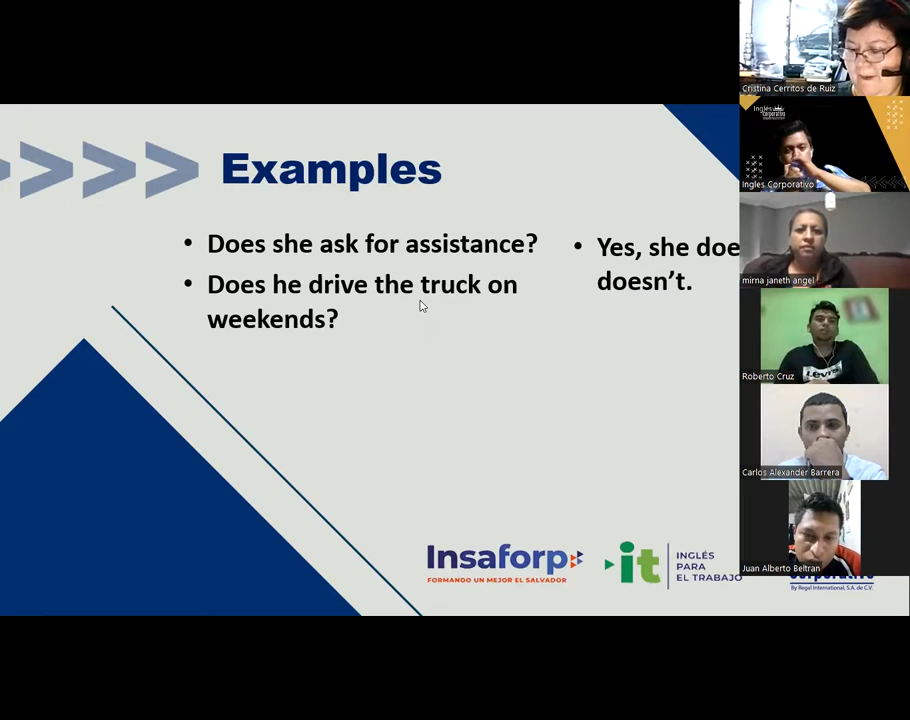 Examples
• Does she ask for assistance?
• Does he drive the truck on
weekends?
• Yes, she doe
doesn't.
Insaforp
FORMANDO UN MEJOR EL SALVADOR
it
INGLÉS
PARA
EL TRABAJO
By Regal International, S.A. de C.V.
Cristina Cerritos de Ruiz
Inglés
Corporativo
Ingles Corporativo
mirna janeth angel
Levi's
Roberto Cruz
Carlos Alexander Barrera
Juan Alberto Beltran